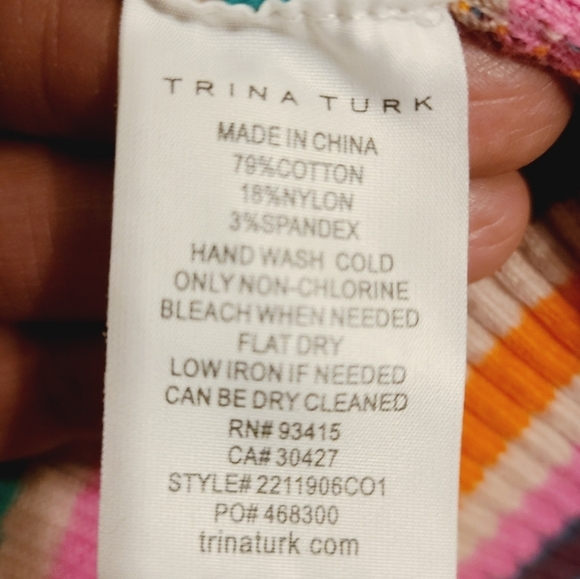 TRINA TURK
MADE IN CHINA
79%COTTON
18%NYLON
3%SPANDEX
HAND WASH COLD
ONLY NON-CHLORINE
BLEACH WHEN NEEDED
FLAT DRY
LOW IRON IF NEEDED
CAN BE DRY CLEANED
RN# 93415
CA# 30427
STYLE# 2211906CO1
PO# 468300
trinaturk com